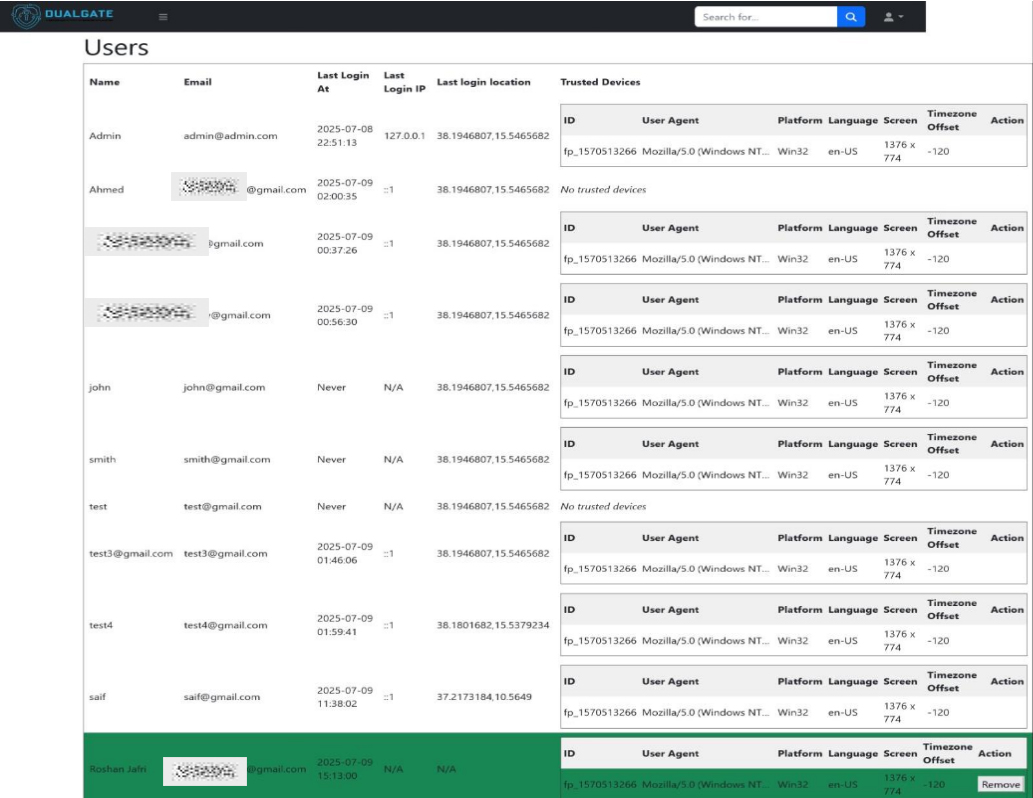 DUALGATE
Search for...
Users
Name Email Last Login At Last Login IP Last login location Trusted Devices
Admin admin@admin.com 2025-07-08 22:51:13 127.0.0.1 38.1946807,15.5465682
ID User Agent Platform Language Screen Timezone Offset Action
fp_1570513266 Mozilla/5.0 (Windows NT... Win32 en-US 1376 x 774 -120
Ahmed @gmail.com 2025-07-09 02:00:35 ::1 38.1946807,15.5465682 No trusted devices
@gmail.com 2025-07-09 00:37:26 ::1 38.1946807,15.5465682
ID User Agent Platform Language Screen Timezone Offset Action
fp_1570513266 Mozilla/5.0 (Windows NT... Win32 en-US 1376 x 774 -120
@gmail.com 2025-07-09 00:56:30 ::1 38.1946807,15.5465682
ID User Agent Platform Language Screen Timezone Offset Action
fp_1570513266 Mozilla/5.0 (Windows NT... Win32 en-US 1376 x 774 -120
john john@gmail.com Never N/A 38.1946807,15.5465682
ID User Agent Platform Language Screen Timezone Offset Action
fp_1570513266 Mozilla/5.0 (Windows NT... Win32 en-US 1376 x 774 -120
smith smith@gmail.com Never N/A 38.1946807,15.5465682
ID User Agent Platform Language Screen Timezone Offset Action
fp_1570513266 Mozilla/5.0 (Windows NT... Win32 en-US 1376 x 774 -120
test test@gmail.com Never N/A 38.1946807,15.5465682 No trusted devices
test3@gmail.com test3@gmail.com 2025-07-09 01:46:06 ::1 38.1946807,15.5465682
ID User Agent Platform Language Screen Timezone Offset Action
fp_1570513266 Mozilla/5.0 (Windows NT... Win32 en-US 1376 x 774 -120
test4 test4@gmail.com 2025-07-09 01:59:41 ::1 38.1801682,15.5379234
ID User Agent Platform Language Screen Timezone Offset Action
fp_1570513266 Mozilla/5.0 (Windows NT... Win32 en-US 1376 x 774 -120
saif saif@gmail.com 2025-07-09 11:38:02 ::1 37.2173184,10.5649
ID User Agent Platform Language Screen Timezone Offset Action
fp_1570513266 Mozilla/5.0 (Windows NT... Win32 en-US 1376 x 774 -120
Roshan Jafri @gmail.com 2025-07-09 15:13:00 N/A N/A
ID User Agent Platform Language Screen Timezone Offset Action
fp_1570513266 Mozilla/5.0 (Windows NT... Win32 en-US 1376 x 774 -120 Remove